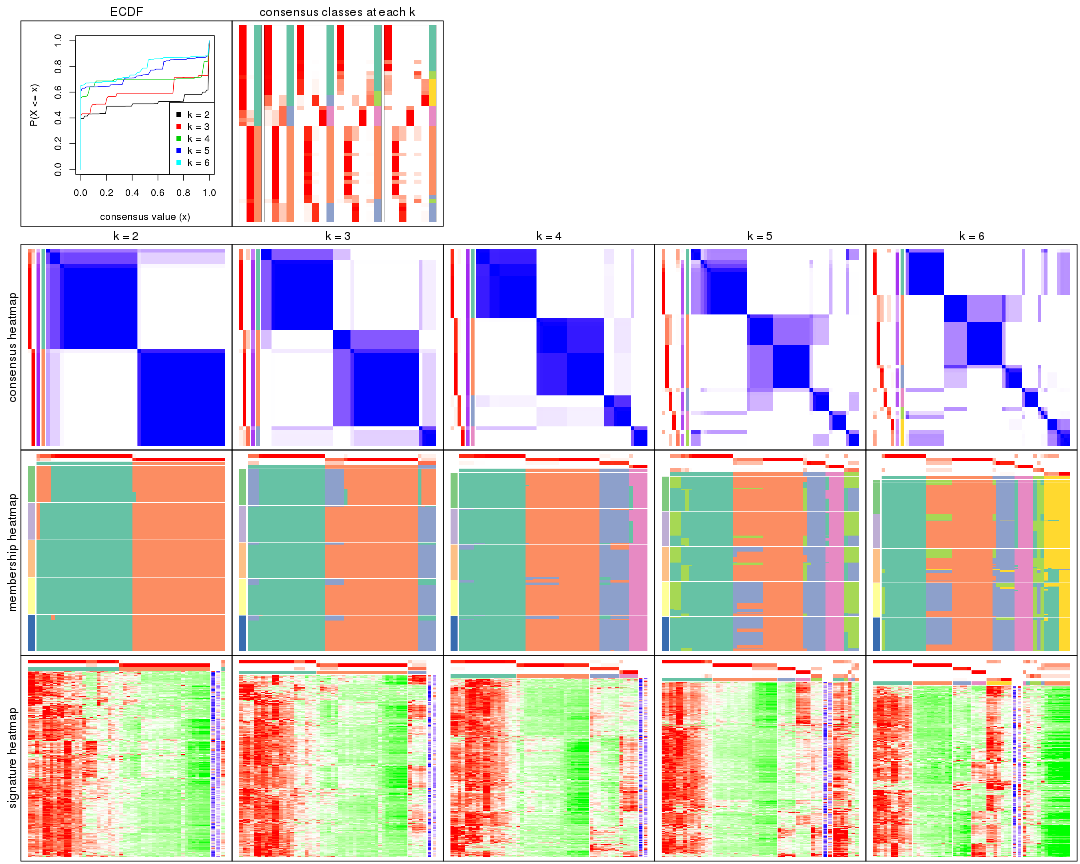 ECDF
consensus classes at each k
P(X <= x)
1.0
0.8
0.6
0.4
0.2
0.0
k = 2
k = 3
k = 4
k = 5
k = 6
0.0 0.2 0.4 0.6 0.8 1.0
consensus value (x)
k = 2
k = 3
k = 4
k = 5
k = 6
consensus heatmap
membership heatmap
signature heatmap